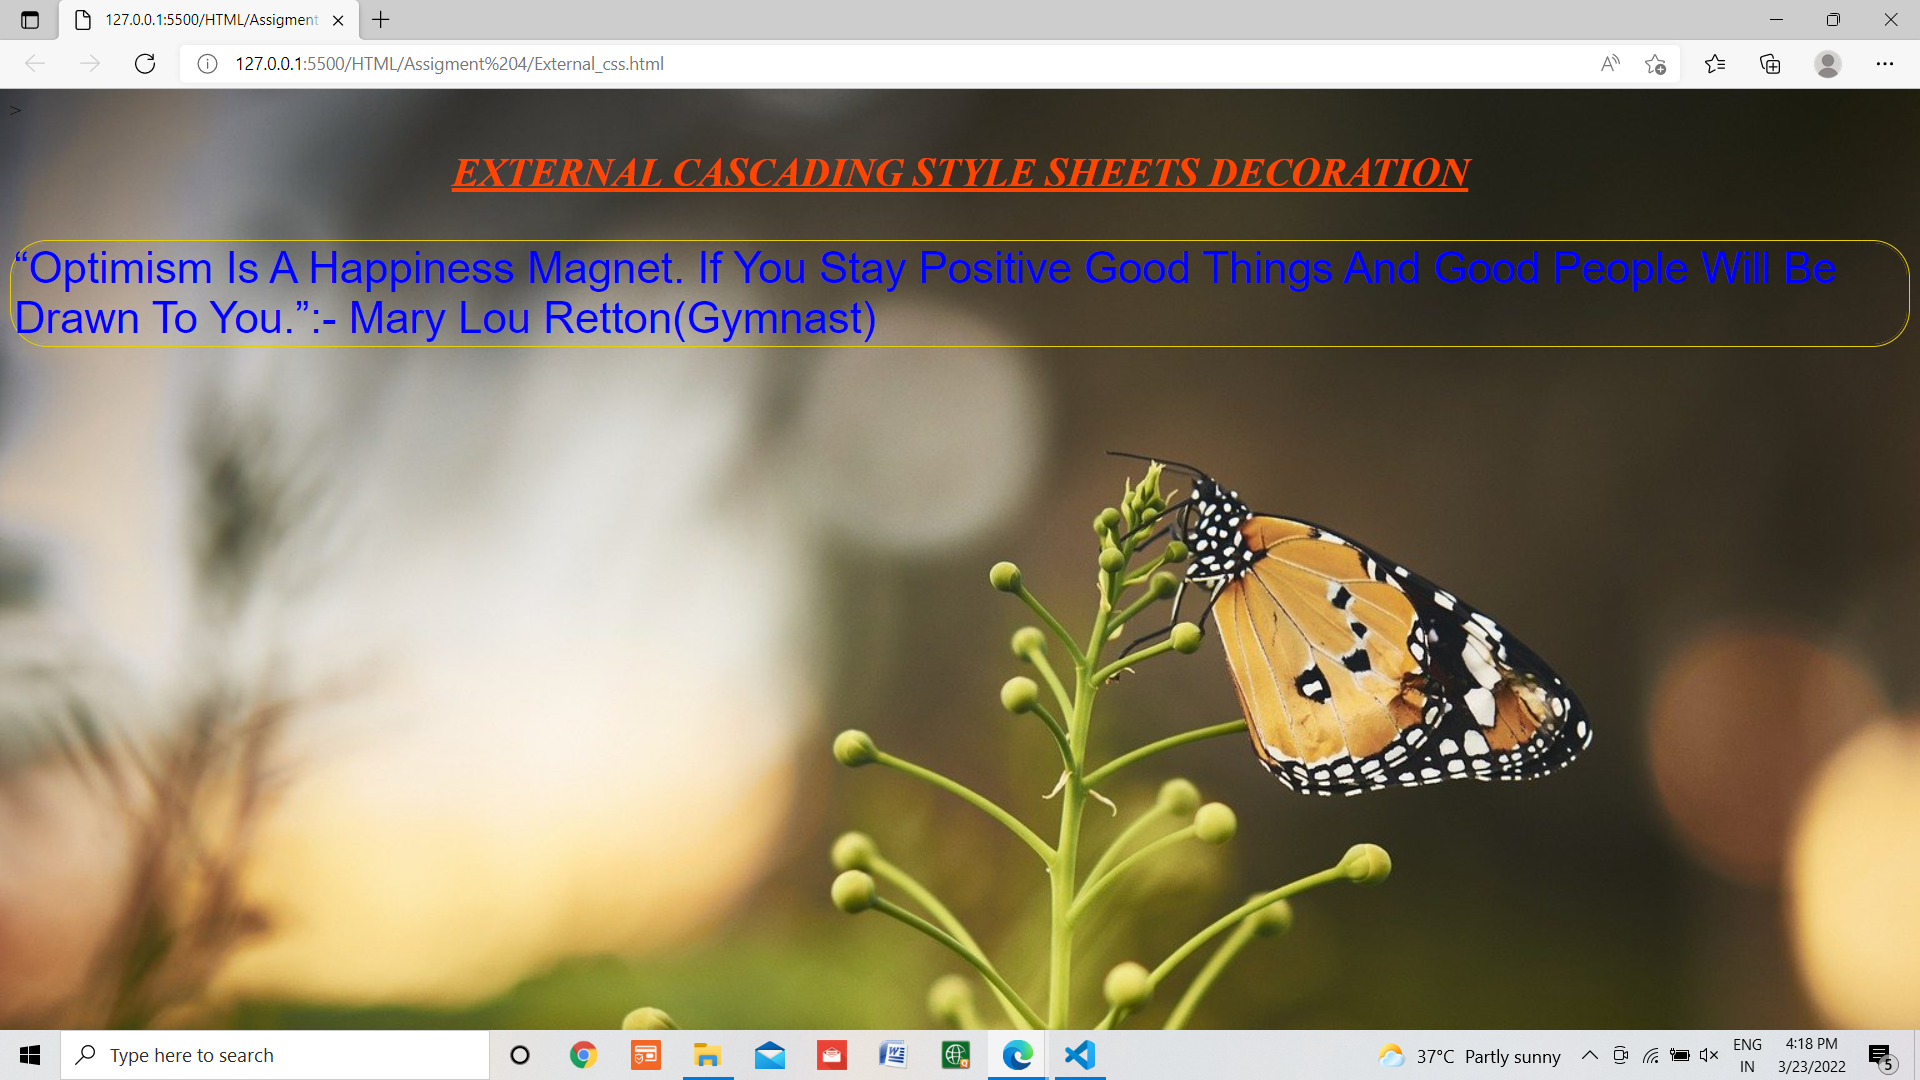 127.0.0.1:5500/HTML/Assigment
127.0.0.1:5500/HTML/Assigment%204/External_css.html
>
EXTERNAL CASCADING STYLE SHEETS DECORATION
“Optimism Is A Happiness Magnet. If You Stay Positive Good Things And Good People Will Be
Drawn To You.”:- Mary Lou Retton(Gymnast)
Type here to search
37°C Partly sunny
ENG
IN
4:18 PM
3/23/2022
5